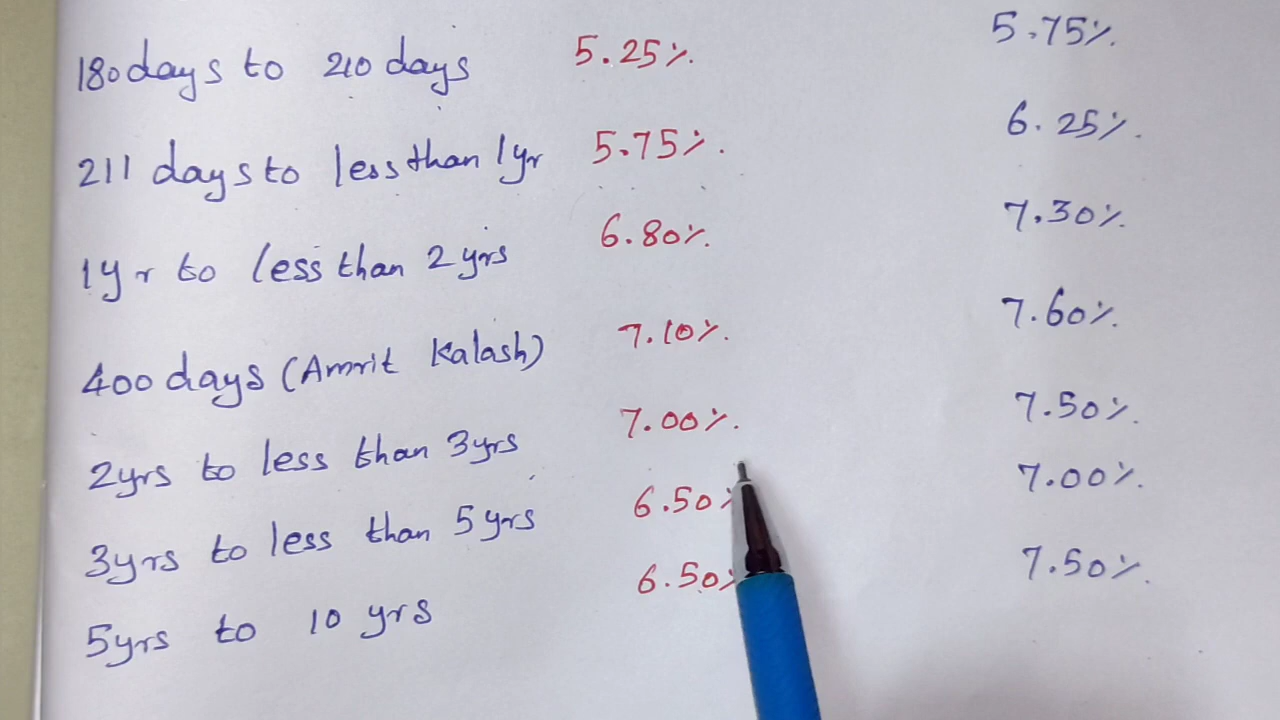 180 days to 210 days 5.25% 5.75%
211 days to less than 1yr 5.75% 6.25%
1yr to less than 2 yrs 6.80% 7.30%
400 days (Amrit Kalash) 7.10% 7.60%
2yrs to less than 3yrs 7.00% 7.50%
3yrs to less than 5yrs 6.50% 7.00%
5yrs to 10 yrs 6.50% 7.50%